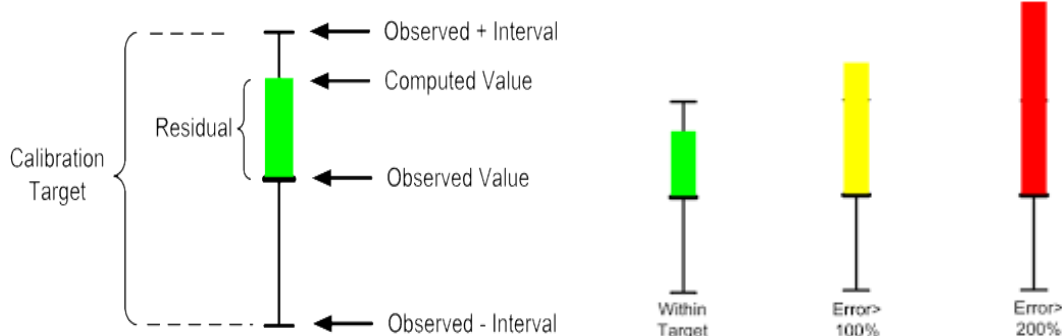 Observed + Interval
Computed Value
Residual
Calibration
Target
Observed Value
Observed - Interval
Within
Target
Error>
100%
Error>
200%